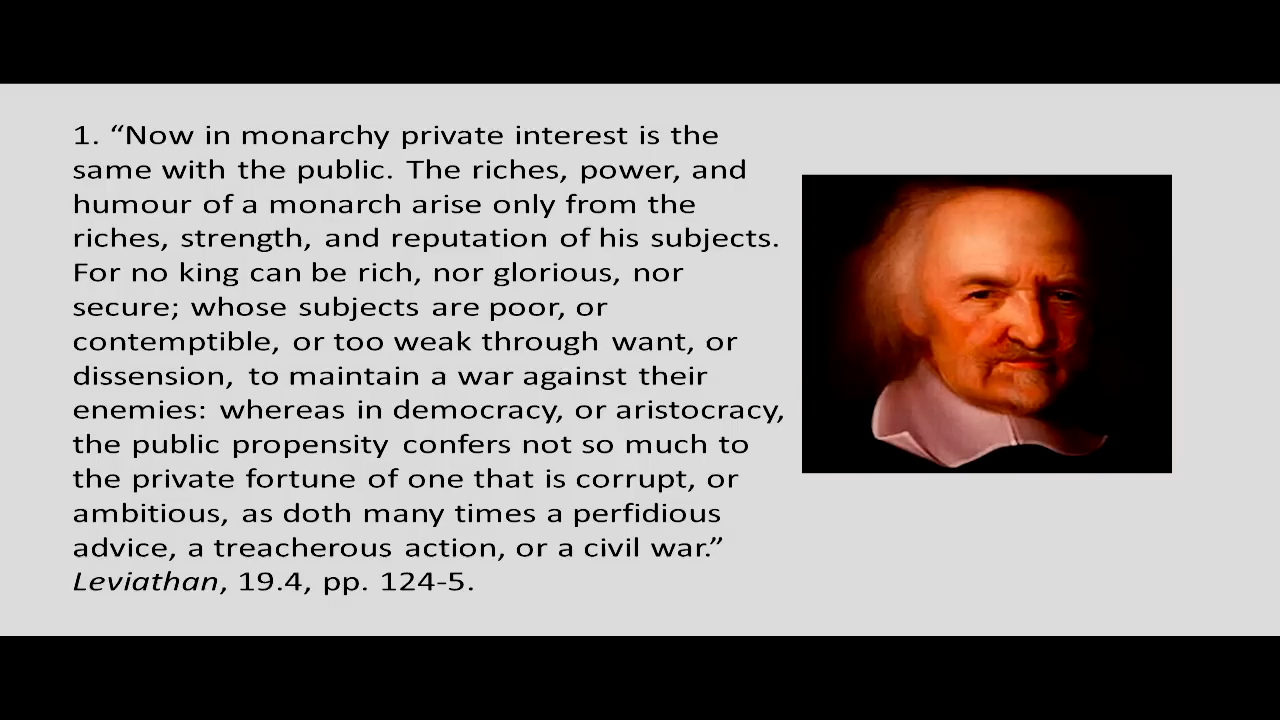 1. “Now in monarchy private interest is the
same with the public. The riches, power, and
humour of a monarch arise only from the
riches, strength, and reputation of his subjects.
For no king can be rich, nor glorious, nor
secure; whose subjects are poor, or
contemptible, or too weak through want, or
dissension, to maintain a war against their
enemies: whereas in democracy, or aristocracy,
the public propensity confers not so much to
the private fortune of one that is corrupt, or
ambitious, as doth many times a perfidious
advice, a treacherous action, or a civil war.”
Leviathan, 19.4, pp. 124-5.